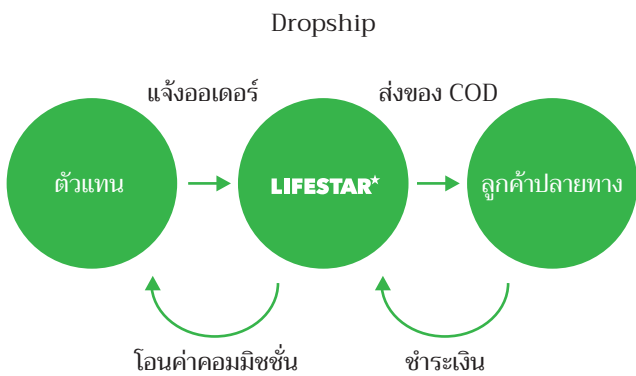 Dropship
แจ้งออเดอร์
ส่งของ COD
ตัวแทน
LIFESTAR
ลูกค้าปลายทาง
โอนค่าคอมมิชชั่น
ชำระเงิน